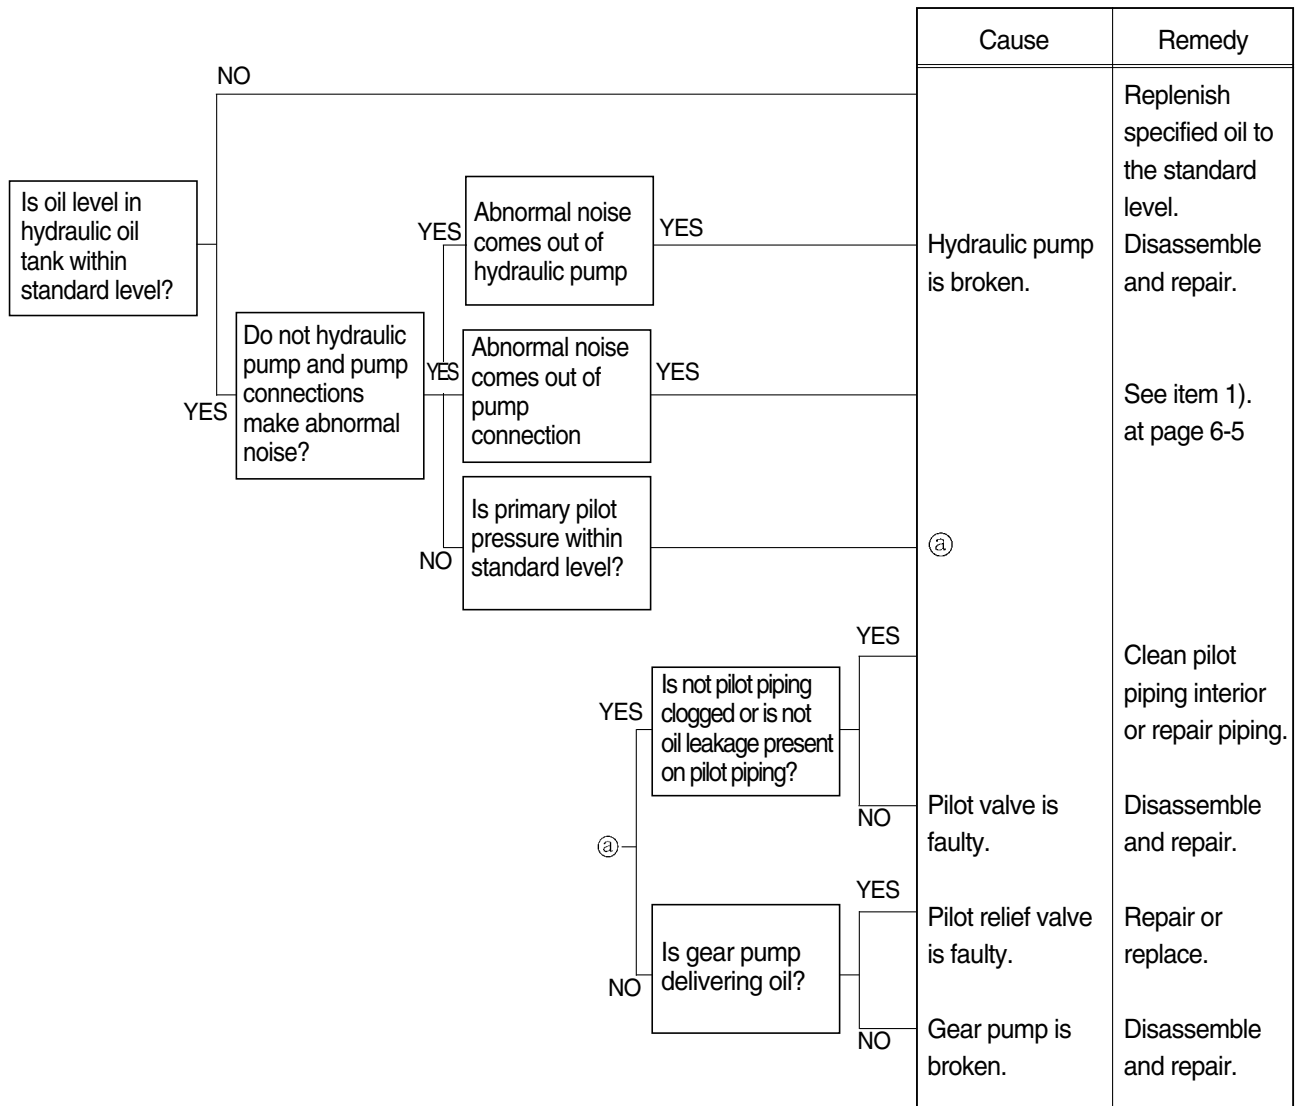 Cause
Remedy
NO
Replenish
specified oil to
the standard
level.
Is oil level in
hydraulic oil
tank within
standard level?
YES
Abnormal noise
comes out of
hydraulic pump
YES
Hydraulic pump
is broken.
Disassemble
and repair.
YES
Do not hydraulic
pump and pump
connections
make abnormal
noise?
YES
Abnormal noise
comes out of
pump
connection
YES
See item 1).
at page 6-5
NO
Is primary pilot
pressure within
standard level?
ⓐ
ⓐ
YES
Is not pilot piping
clogged or is not
oil leakage present
on pilot piping?
YES
Clean pilot
piping interior
or repair piping.
NO
Pilot valve is
faulty.
Disassemble
and repair.
NO
Is gear pump
delivering oil?
YES
Pilot relief valve
is faulty.
Repair or
replace.
NO
Gear pump is
broken.
Disassemble
and repair.